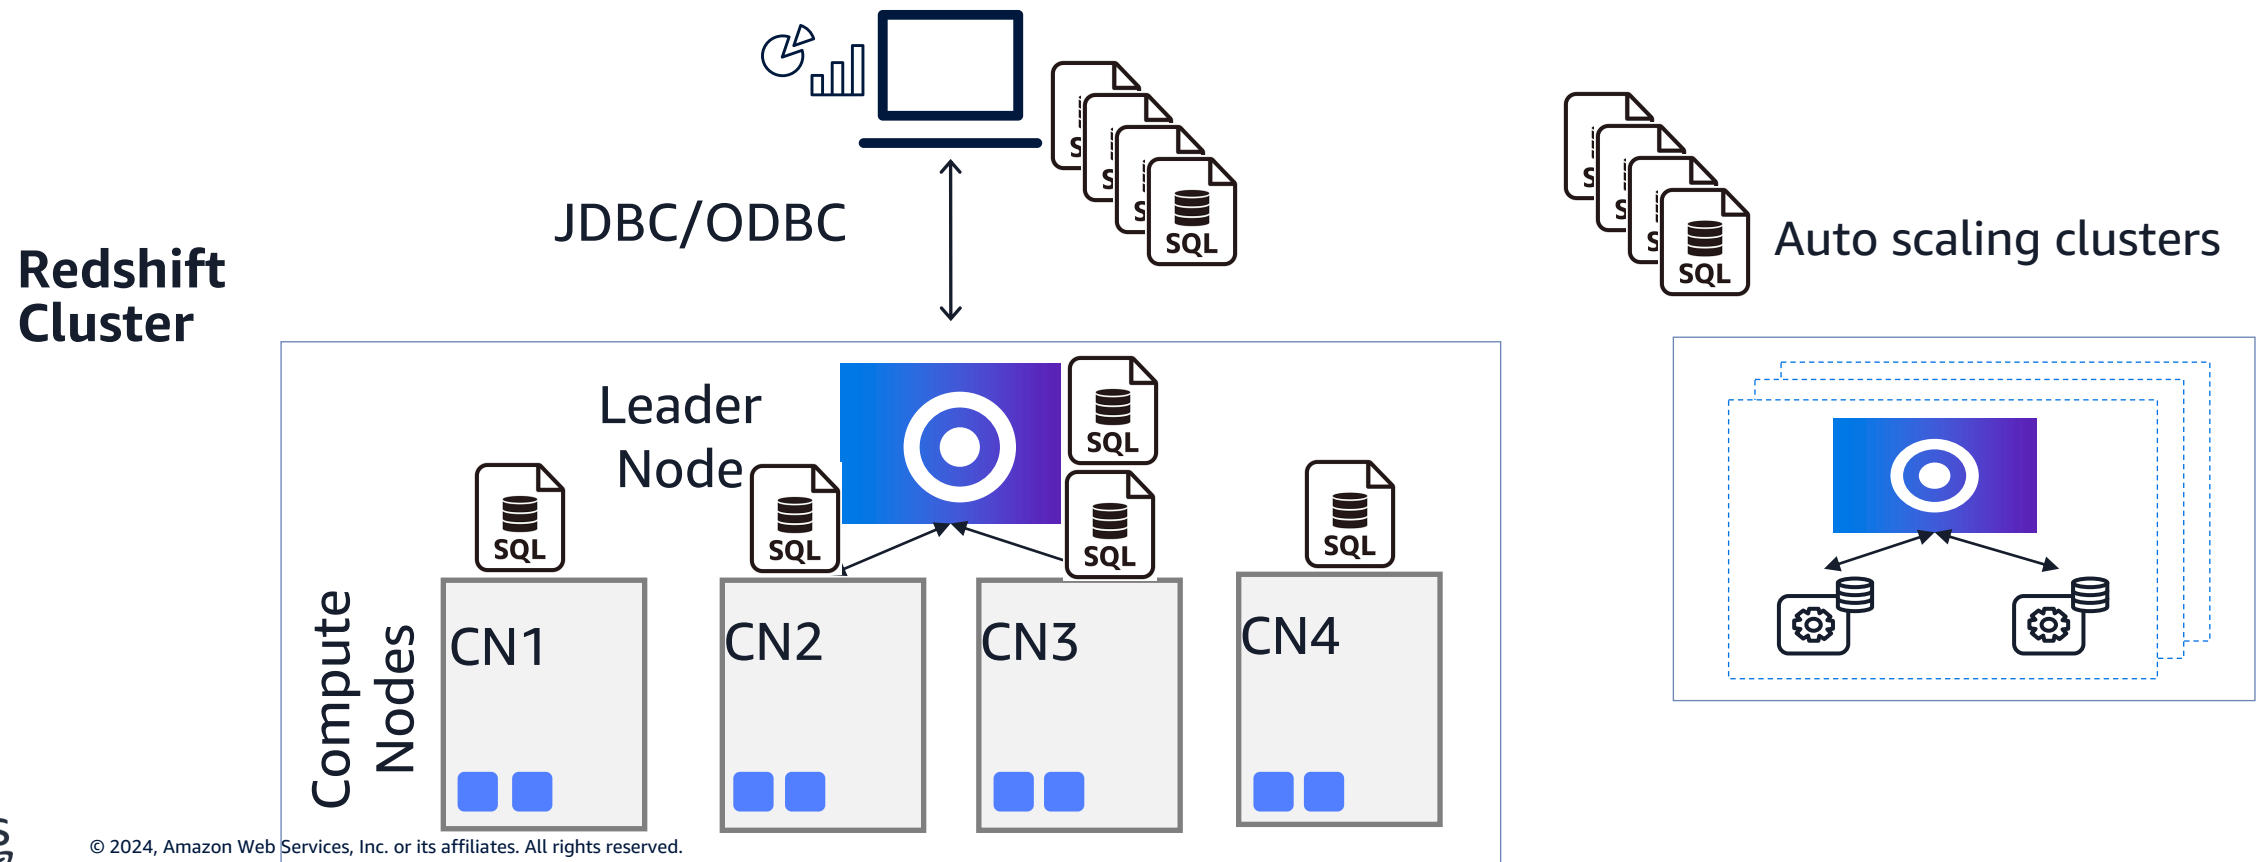 JDBC/ODBC
S
S
S
SQL
S
S
S
SQL
Auto scaling clusters
Redshift
Cluster
Leader
Node
SQL
SQL
SQL
SQL
SQL
Compute
Nodes
CN1
CN2
CN3
CN4
© 2024, Amazon Web Services, Inc. or its affiliates. All rights reserved.